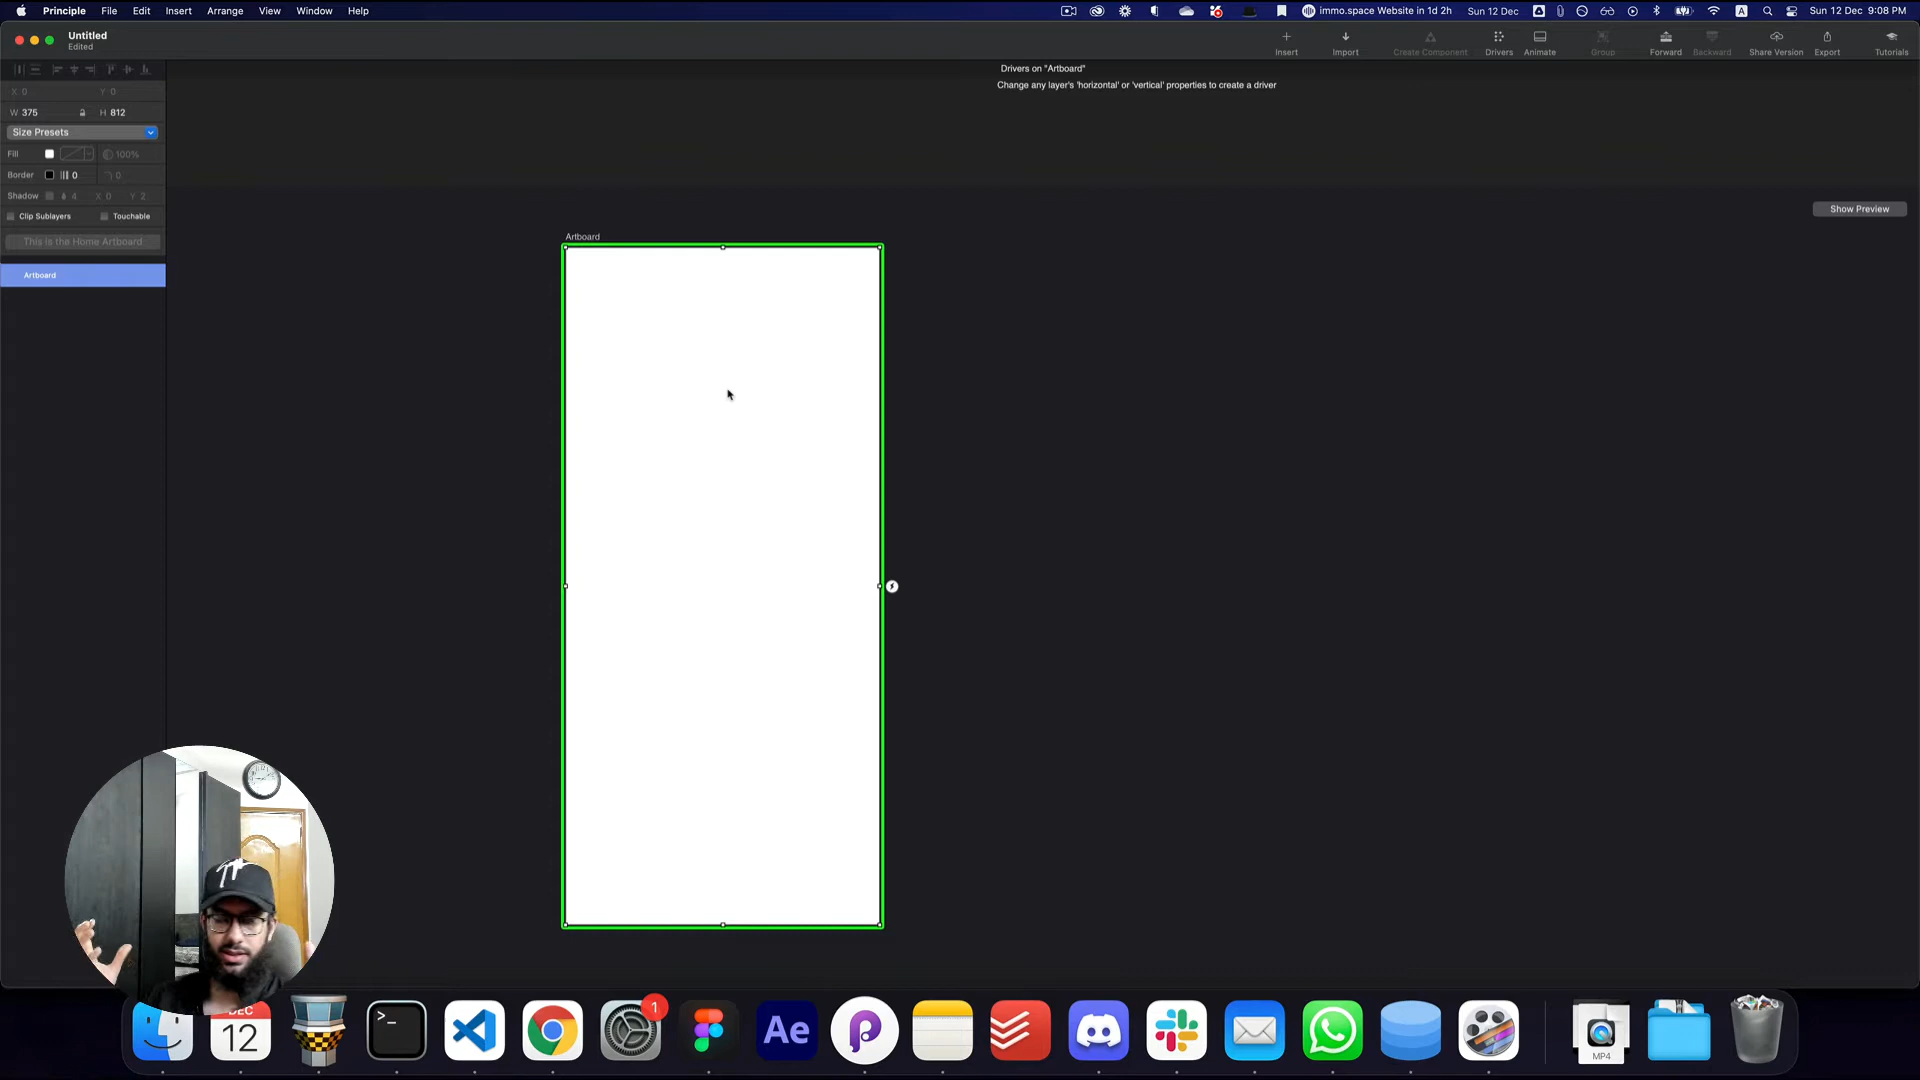 Principle File Edit Insert Arrange View Window Help immo.space Website in 1d 2h Sun 12 Dec A Sun 12 Dec 9:08 PM
Untitled
Edited
Insert Import Create Component Drivers Animate Group Forward Backward Share Version Export Tutorials
Drivers on "Artboard"
Change any layer's 'horizontal' or 'vertical' properties to create a driver
X 0 Y 0
W 375 H 812
Size Presets
Fill 100%
Border 0 0
Shadow 4 X 0 Y 2
Clip Sublayers Touchable
This is the Home Artboard
Artboard
Show Preview
Artboard
DEC
12
>_
1
Ae
MP4